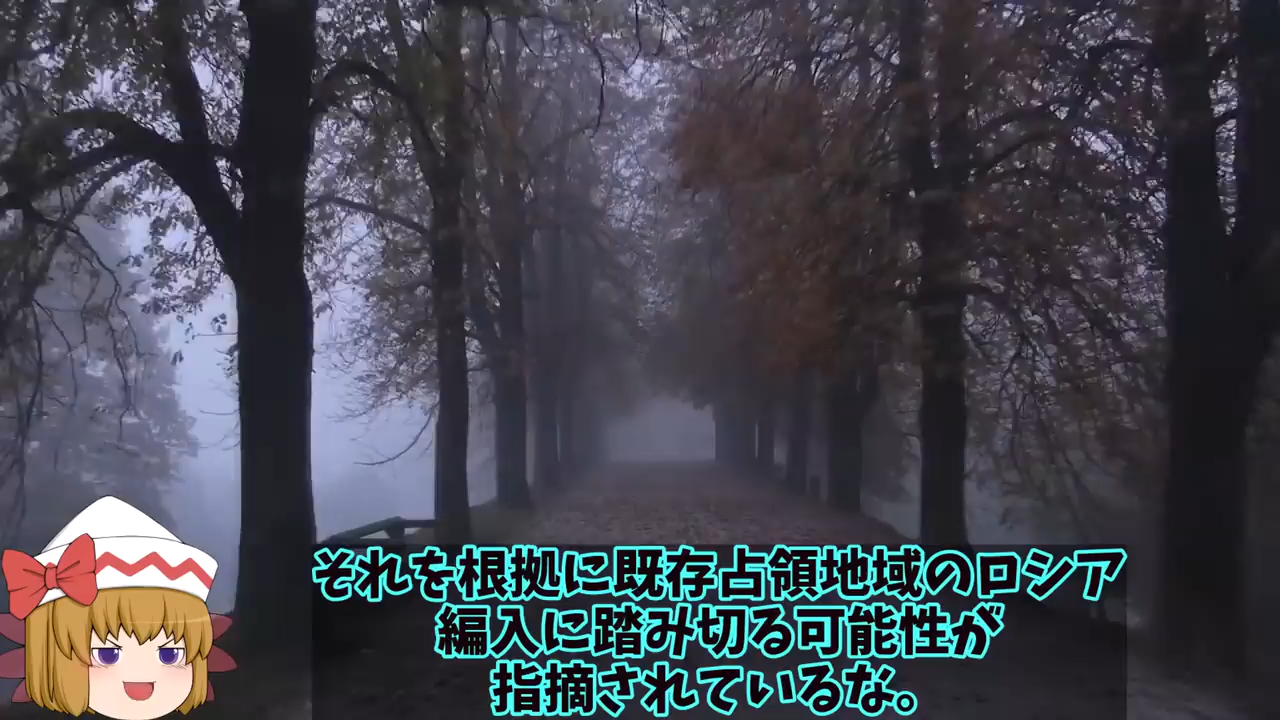 それを根拠に既存占領地域のロシア
編入に踏み切る可能性が
指摘されているな。